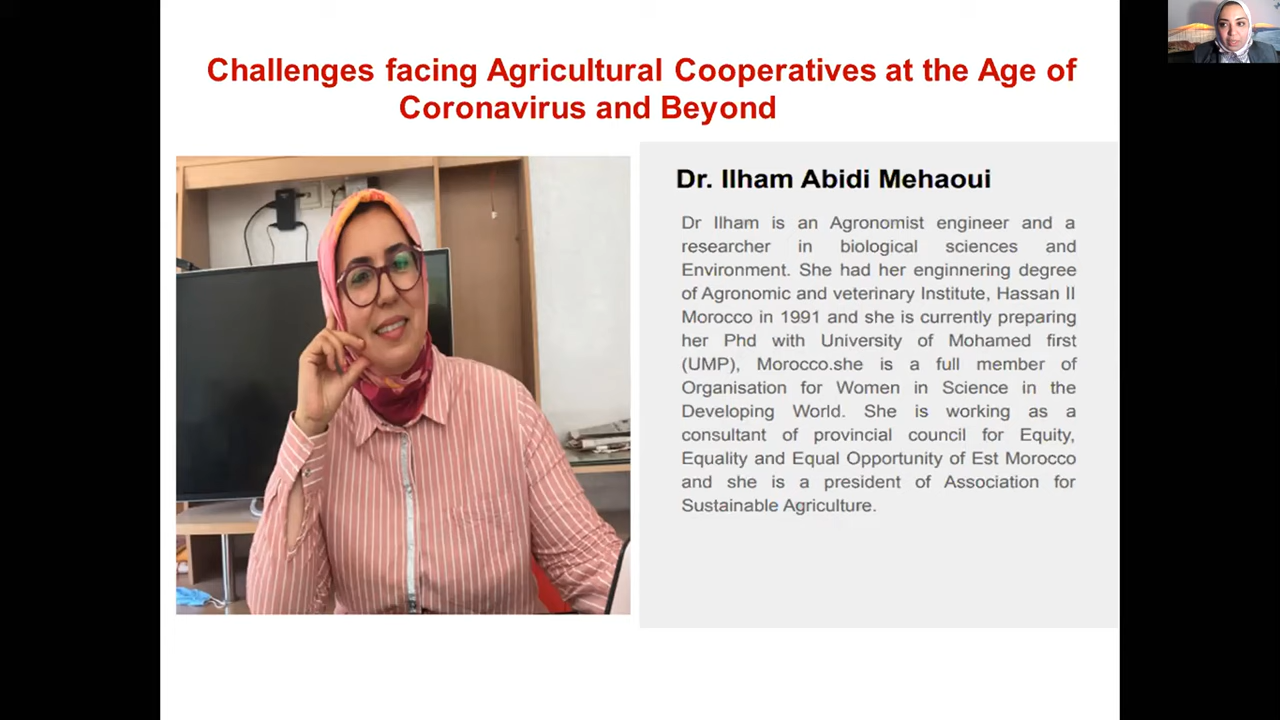 Challenges facing Agricultural Cooperatives at the Age of
Coronavirus and Beyond
Dr. Ilham Abidi Mehaoui
Dr Ilham is an Agronomist engineer and a
researcher in biological sciences and
Environment. She had her enginnering degree
of Agronomic and veterinary Institute, Hassan II
Morocco in 1991 and she is currently preparing
her Phd with University of Mohamed first
(UMP), Morocco.she is a full member of
Organisation for Women in Science in the
Developing World. She is working as a
consultant of provincial council for Equity,
Equality and Equal Opportunity of Est Morocco
and she is a president of Association for
Sustainable Agriculture.